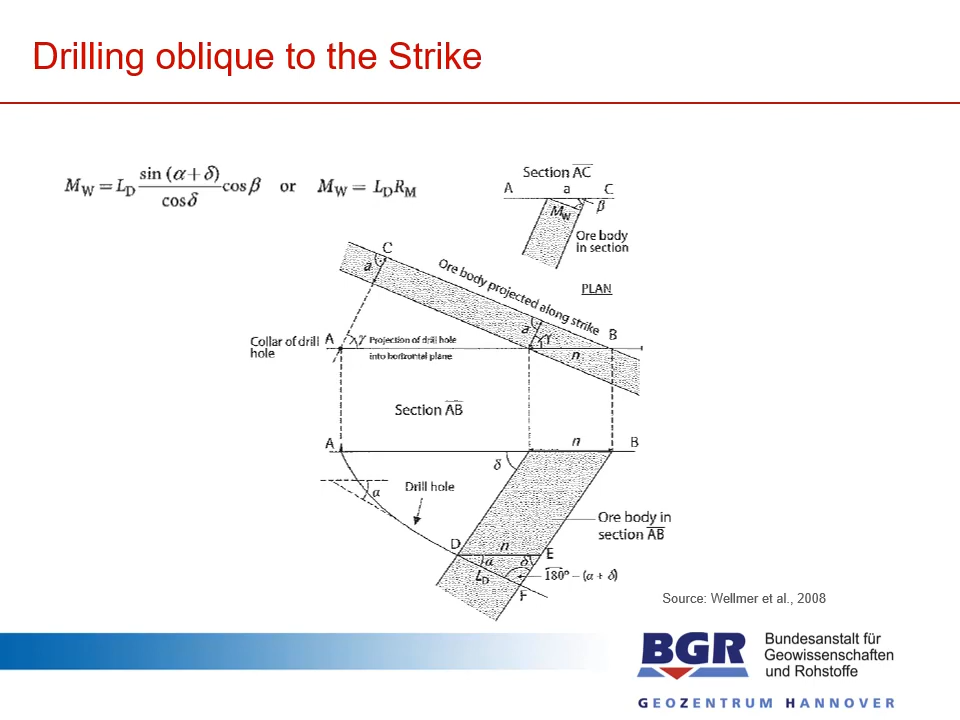 Drilling oblique to the Strike
M_W = L_D sin (α + δ) / cos δ cos β or M_W = L_D R_M
Section A̅C̅
A a C
M_W β
Ore body
in section
PLAN
C
a
Ore body projected along strike
a γ B
Collar of drill A γ Projection of drill hole n
hole into horizontal plane
Section A̅B̅
A n B
δ
α Drill hole
Ore body in
section A̅B̅
D n E
α δ 180° – (α + δ)
L_D
F
Source: Wellmer et al., 2008
BGR Bundesanstalt für
Geowissenschaften
und Rohstoffe
GEOZENTRUM HANNOVER